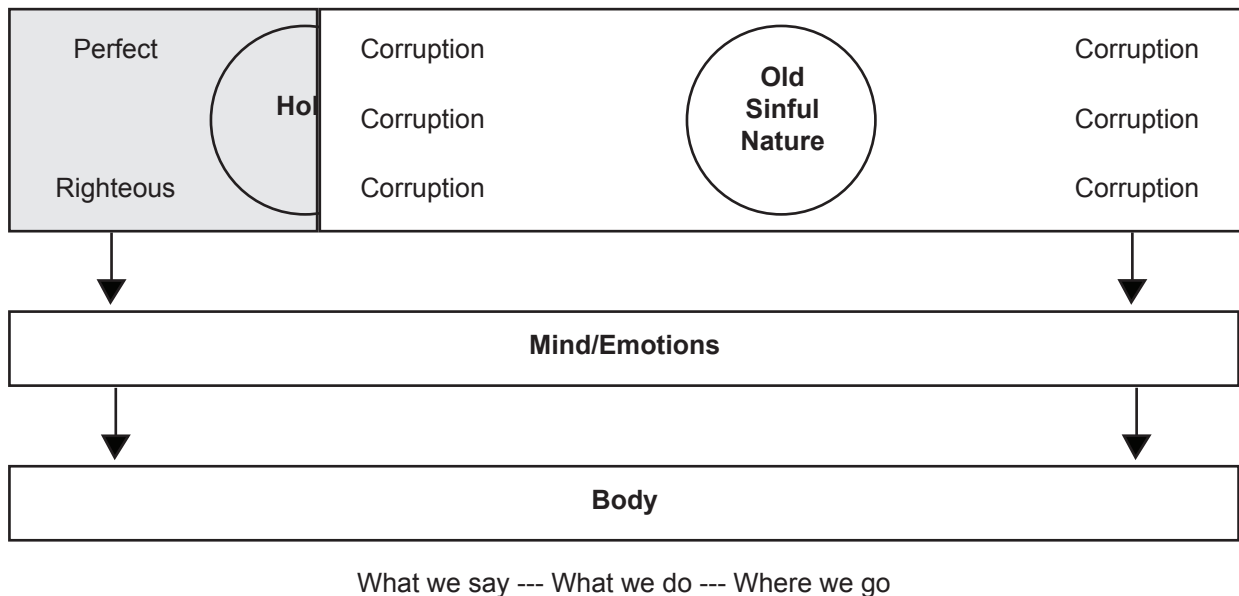 Perfect
Righteous
Hol
Corruption
Corruption
Corruption
Old
Sinful
Nature
Corruption
Corruption
Corruption
Mind/Emotions
Body
What we say --- What we do --- Where we go